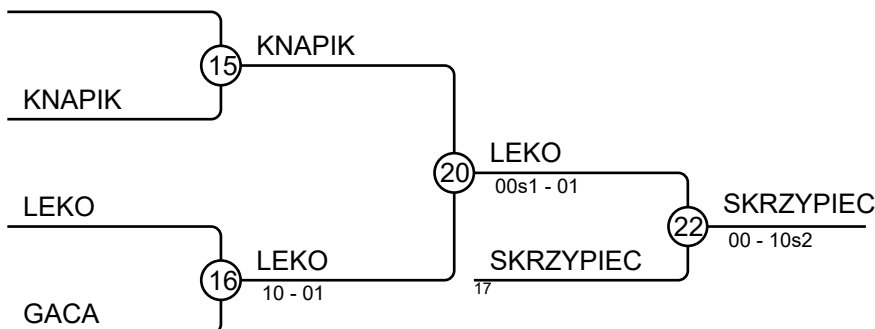 KNAPIK
15
KNAPIK
LEKO
20
00s1 - 01
LEKO
SKRZYPIEC
22
00 - 10s2
LEKO
16
10 - 01
SKRZYPIEC
17
GACA